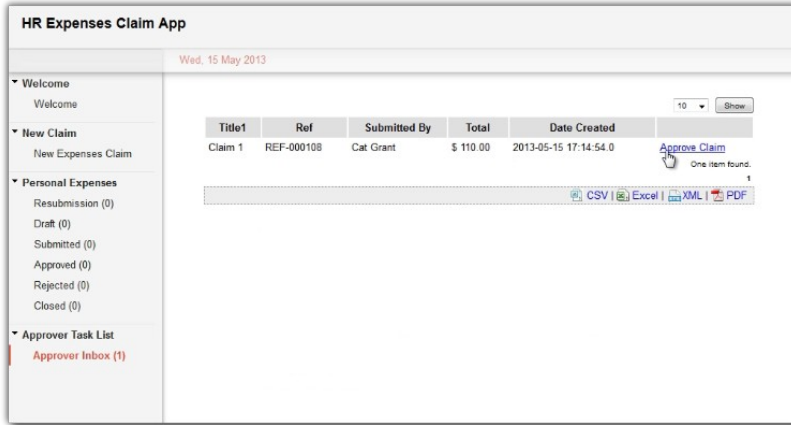 HR Expenses Claim App
Wed, 15 May 2013
Welcome
Welcome
New Claim
New Expenses Claim
Personal Expenses
Resubmission (0)
Draft (0)
Submitted (0)
Approved (0)
Rejected (0)
Closed (0)
Approver Task List
Approver Inbox (1)
10 Show
Title1 Ref Submitted By Total Date Created
Claim 1 REF-000108 Cat Grant $ 110.00 2013-05-15 17:14:54.0 Approve Claim
One item found.
1
CSV | Excel | XML | PDF